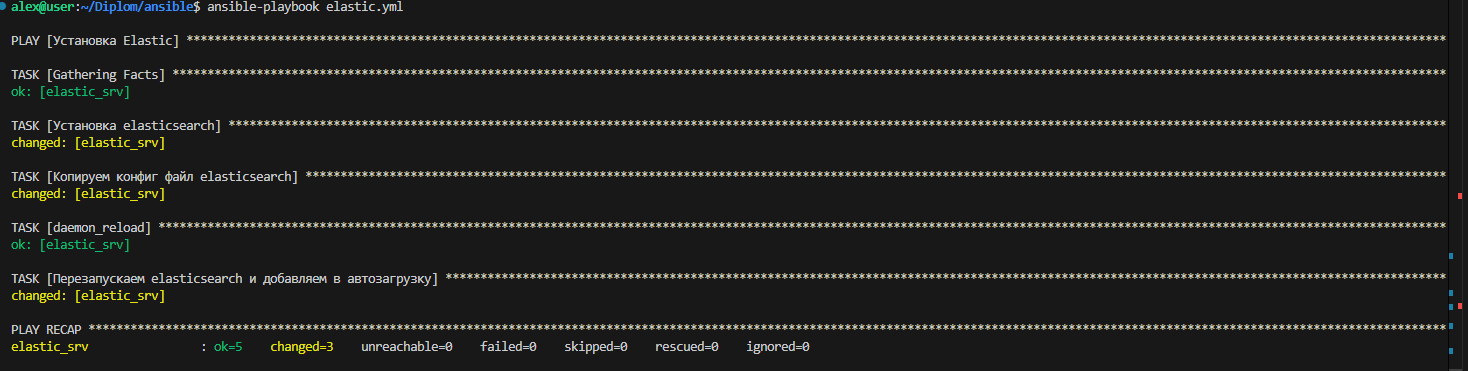 alex@user:~/Diplom/ansible$ ansible-playbook elastic.yml
PLAY [Установка Elastic] ************************************************************************************************************************************************************************************
TASK [Gathering Facts] **************************************************************************************************************************************************************************************
ok: [elastic_srv]
TASK [Установка elasticsearch] ******************************************************************************************************************************************************************************
changed: [elastic_srv]
TASK [Копируем конфиг файл elasticsearch] *******************************************************************************************************************************************************************
changed: [elastic_srv]
TASK [daemon_reload] ****************************************************************************************************************************************************************************************
ok: [elastic_srv]
TASK [Перезапускаем elasticsearch и добавляем в автозагрузку] ***********************************************************************************************************************************************
changed: [elastic_srv]
PLAY RECAP **************************************************************************************************************************************************************************************************
elastic_srv                : ok=5    changed=3    unreachable=0    failed=0    skipped=0    rescued=0    ignored=0